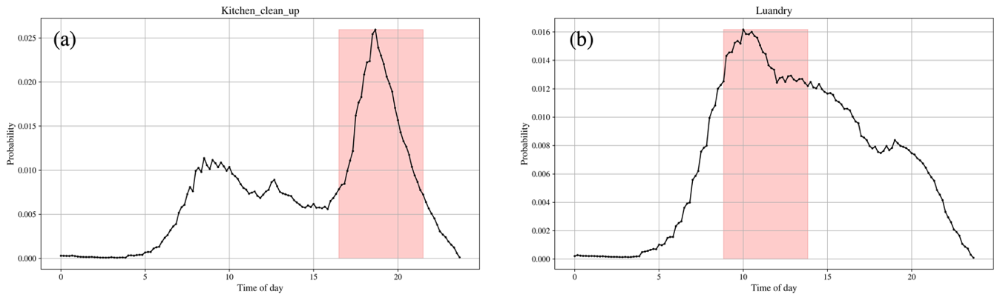 Kitchen_clean_up
(a)
Probability
0.025
0.020
0.015
0.010
0.005
0.000
0 5 10 15 20
Time of day
Luandry
(b)
Probability
0.016
0.014
0.012
0.010
0.008
0.006
0.004
0.002
0.000
0 5 10 15 20
Time of day